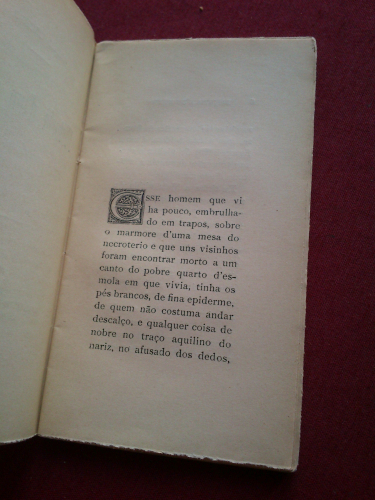 ESSE homem que vi
ha pouco, embrulha-
do em trapos, sobre
o marmore d'uma mesa do
necroterio e que uns visinhos
foram encontrar morto a um
canto do pobre quarto d'es-
mola em que vivia, tinha os
pés brancos, de fina epiderme,
de quem não costuma andar
descalço, e qualquer coisa de
nobre no traço aquilino do
nariz, no afusado dos dedos,